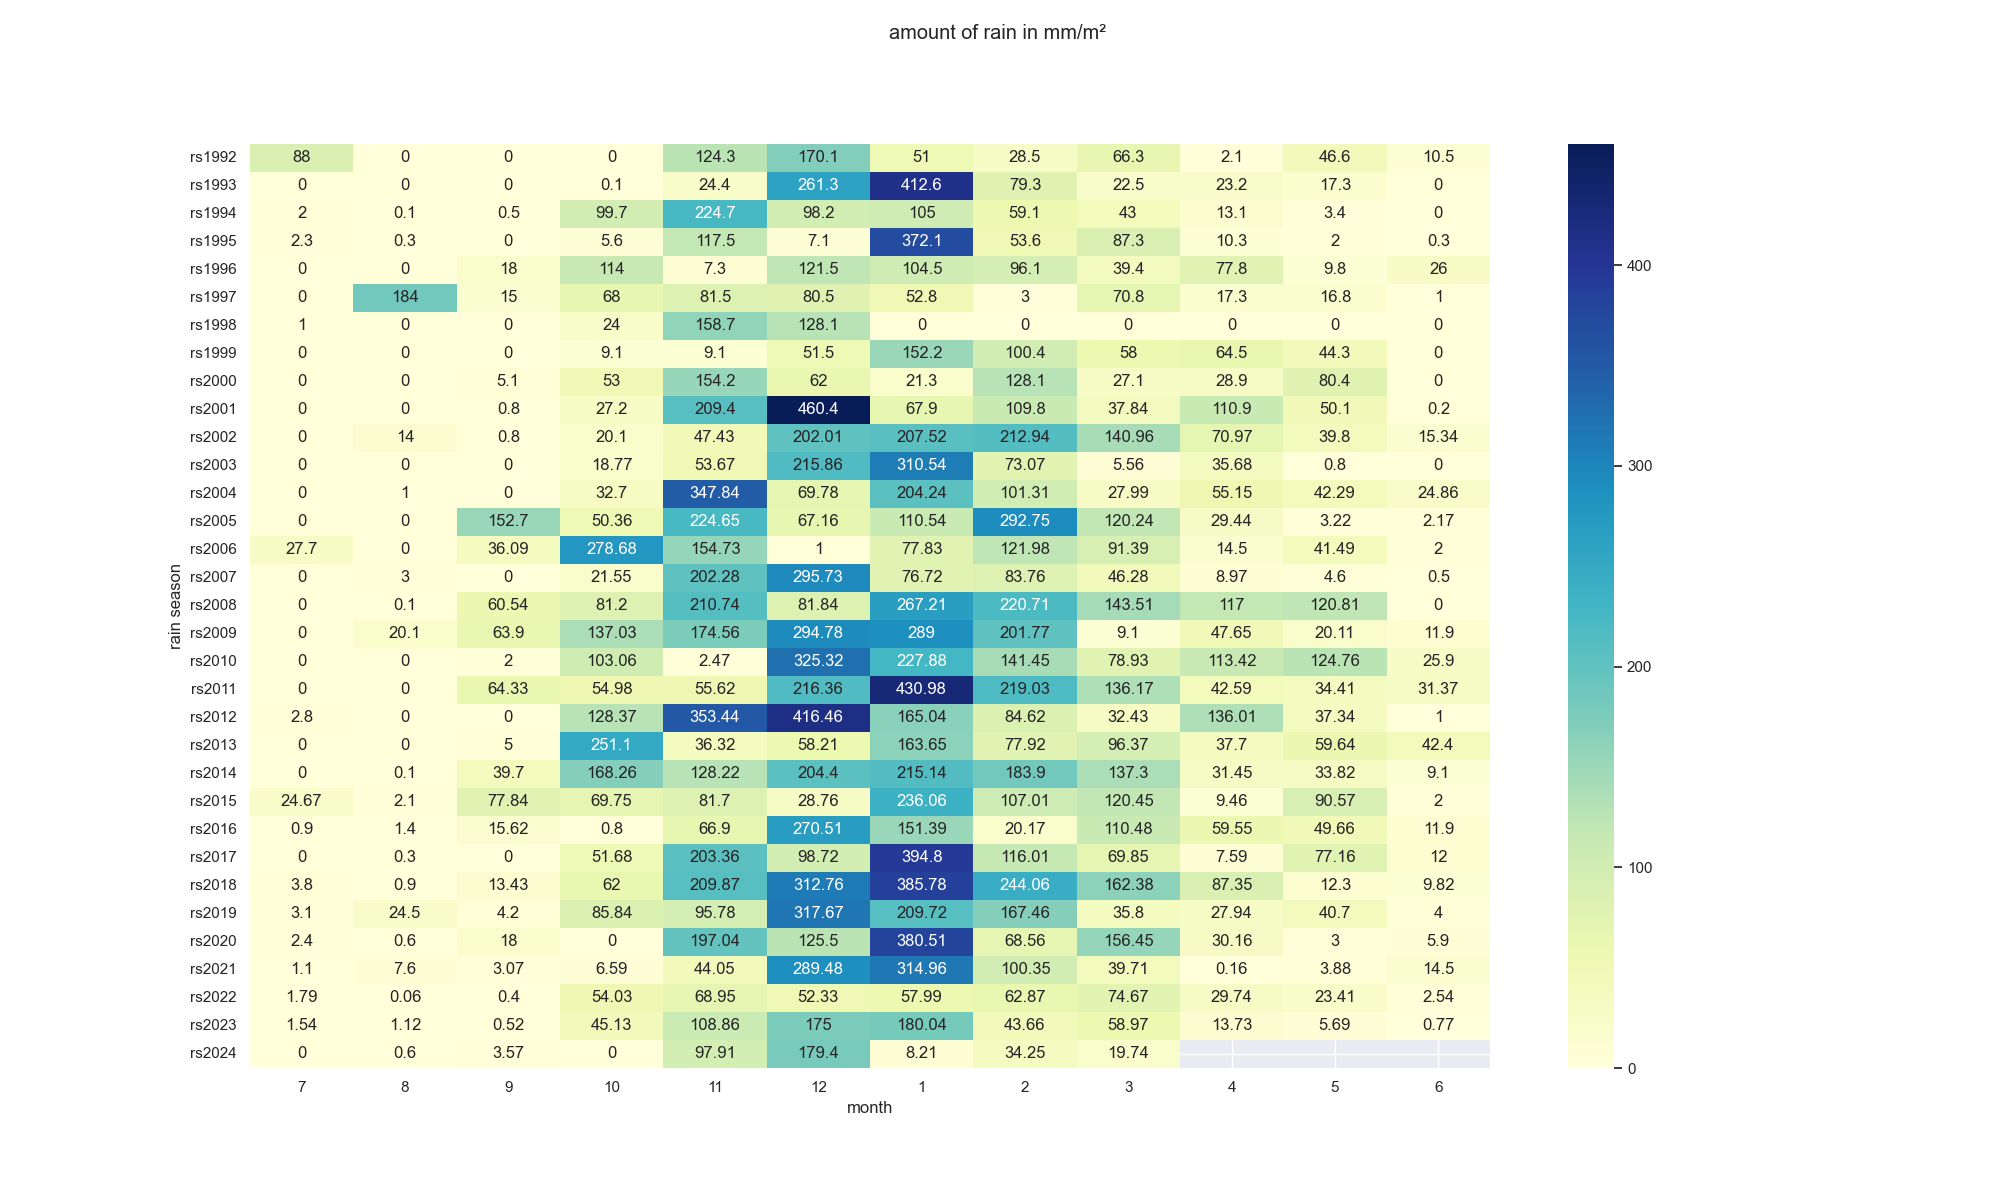 amount of rain in mm/m²
rs1992 88 0 0 0 124.3 170.1 51 28.5 66.3 2.1 46.6 10.5
rs1993 0 0 0 0.1 24.4 261.3 412.6 79.3 22.5 23.2 17.3 0
rs1994 2 0.1 0.5 99.7 224.7 98.2 105 59.1 43 13.1 3.4 0
rs1995 2.3 0.3 0 5.6 117.5 7.1 372.1 53.6 87.3 10.3 2 0.3
rs1996 0 0 18 114 7.3 121.5 104.5 96.1 39.4 77.8 9.8 26
400
rs1997 0 184 15 68 81.5 80.5 52.8 3 70.8 17.3 16.8 1
rs1998 1 0 0 24 158.7 128.1 0 0 0 0 0 0
rs1999 0 0 0 9.1 9.1 51.5 152.2 100.4 58 64.5 44.3 0
rs2000 0 0 5.1 53 154.2 62 21.3 128.1 27.1 28.9 80.4 0
rs2001 0 0 0.8 27.2 209.4 460.4 67.9 109.8 37.84 110.9 50.1 0.2
rs2002 0 14 0.8 20.1 47.43 202.01 207.52 212.94 140.96 70.97 39.8 15.34
rs2003 0 0 0 18.77 53.67 215.86 310.54 73.07 5.56 35.68 0.8 0
300
rs2004 0 1 0 32.7 347.84 69.78 204.24 101.31 27.99 55.15 42.29 24.86
rs2005 0 0 152.7 50.36 224.65 67.16 110.54 292.75 120.24 29.44 3.22 2.17
rs2006 27.7 0 36.09 278.68 154.73 1 77.83 121.98 91.39 14.5 41.49 2
rs2007 0 3 0 21.55 202.28 295.73 76.72 83.76 46.28 8.97 4.6 0.5
rain season
rs2008 0 0.1 60.54 81.2 210.74 81.84 267.21 220.71 143.51 117 120.81 0
rs2009 0 20.1 63.9 137.03 174.56 294.78 289 201.77 9.1 47.65 20.11 11.9
rs2010 0 0 2 103.06 2.47 325.32 227.88 141.45 78.93 113.42 124.76 25.9
200
rs2011 0 0 64.33 54.98 55.62 216.36 430.98 219.03 136.17 42.59 34.41 31.37
rs2012 2.8 0 0 128.37 353.44 416.46 165.04 84.62 32.43 136.01 37.34 1
rs2013 0 0 5 251.1 36.32 58.21 163.65 77.92 96.37 37.7 59.64 42.4
rs2014 0 0.1 39.7 168.26 128.22 204.4 215.14 183.9 137.3 31.45 33.82 9.1
rs2015 24.67 2.1 77.84 69.75 81.7 28.76 236.06 107.01 120.45 9.46 90.57 2
rs2016 0.9 1.4 15.62 0.8 66.9 270.51 151.39 20.17 110.48 59.55 49.66 11.9
rs2017 0 0.3 0 51.68 203.36 98.72 394.8 116.01 69.85 7.59 77.16 12
100
rs2018 3.8 0.9 13.43 62 209.87 312.76 385.78 244.06 162.38 87.35 12.3 9.82
rs2019 3.1 24.5 4.2 85.84 95.78 317.67 209.72 167.46 35.8 27.94 40.7 4
rs2020 2.4 0.6 18 0 197.04 125.5 380.51 68.56 156.45 30.16 3 5.9
rs2021 1.1 7.6 3.07 6.59 44.05 289.48 314.96 100.35 39.71 0.16 3.88 14.5
rs2022 1.79 0.06 0.4 54.03 68.95 52.33 57.99 62.87 74.67 29.74 23.41 2.54
rs2023 1.54 1.12 0.52 45.13 108.86 175 180.04 43.66 58.97 13.73 5.69 0.77
rs2024 0 0.6 3.57 0 97.91 179.4 8.21 34.25 19.74
0
7 8 9 10 11 12 1 2 3 4 5 6
month